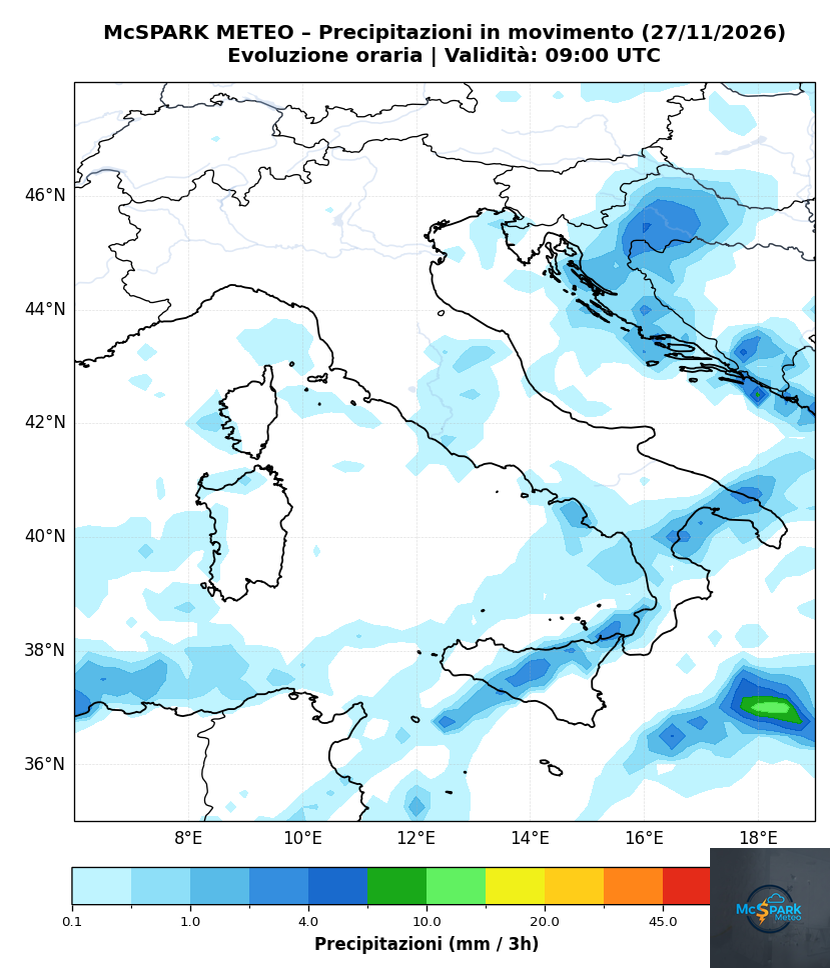 McSPARK METEO – Precipitazioni in movimento (27/11/2026)
Evoluzione oraria | Validità: 09:00 UTC
46°N
44°N
42°N
40°N
38°N
36°N
8°E 10°E 12°E 14°E 16°E 18°E
0.1 1.0 4.0 10.0 20.0 45.0
Precipitazioni (mm / 3h)
McSPARK
Meteo